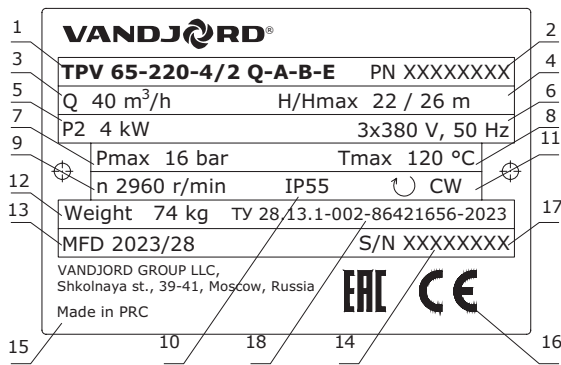 VANDJORD®
1
2
TPV 65-220-4/2 Q-A-B-E PN XXXXXXXX
3
4
Q 40 m³/h H/Hmax 22 / 26 m
5
6
P2 4 kW 3x380 V, 50 Hz
7
8
Pmax 16 bar Tmax 120 °C
9
11
n 2960 r/min IP55 CW
12
Weight 74 kg ТУ 28.13.1-002-86421656-2023
13
17
MFD 2023/28 S/N XXXXXXXX
VANDJORD GROUP LLC,
Shkolnaya st., 39-41, Moscow, Russia
Made in PRC
EAC CE
15
10
18
14
16